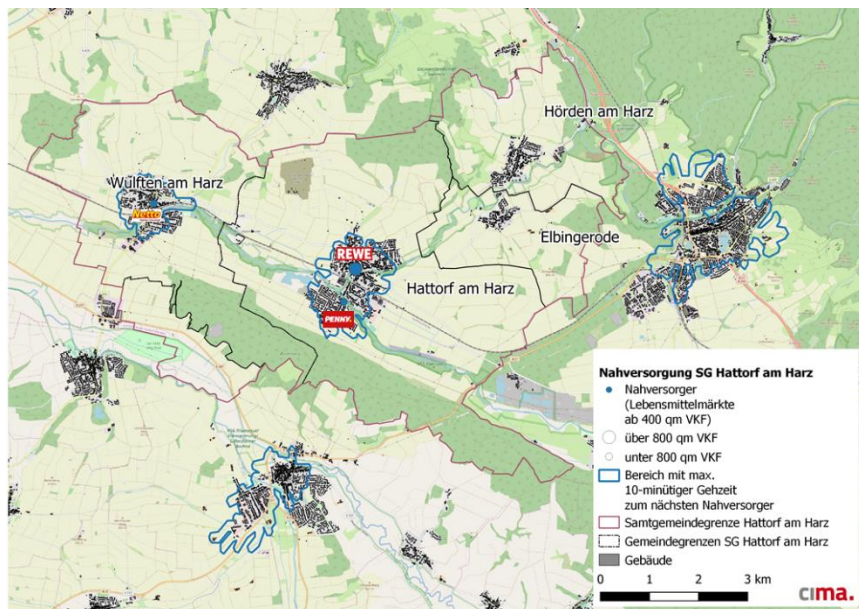 Hörden am Harz
Wulften am Harz
Netto
Elbingerode
REWE
Hattorf am Harz
PENNY.
Nahversorgung SG Hattorf am Harz
Nahversorger
(Lebensmittelmärkte
ab 400 qm VKF)
über 800 qm VKF
unter 800 qm VKF
Bereich mit max.
10-minütiger Gehzeit
zum nächsten Nahversorger
Samtgemeindegrenze Hattorf am Harz
Gemeindegrenzen SG Hattorf am Harz
Gebäude
0 1 2 3 km
cima.